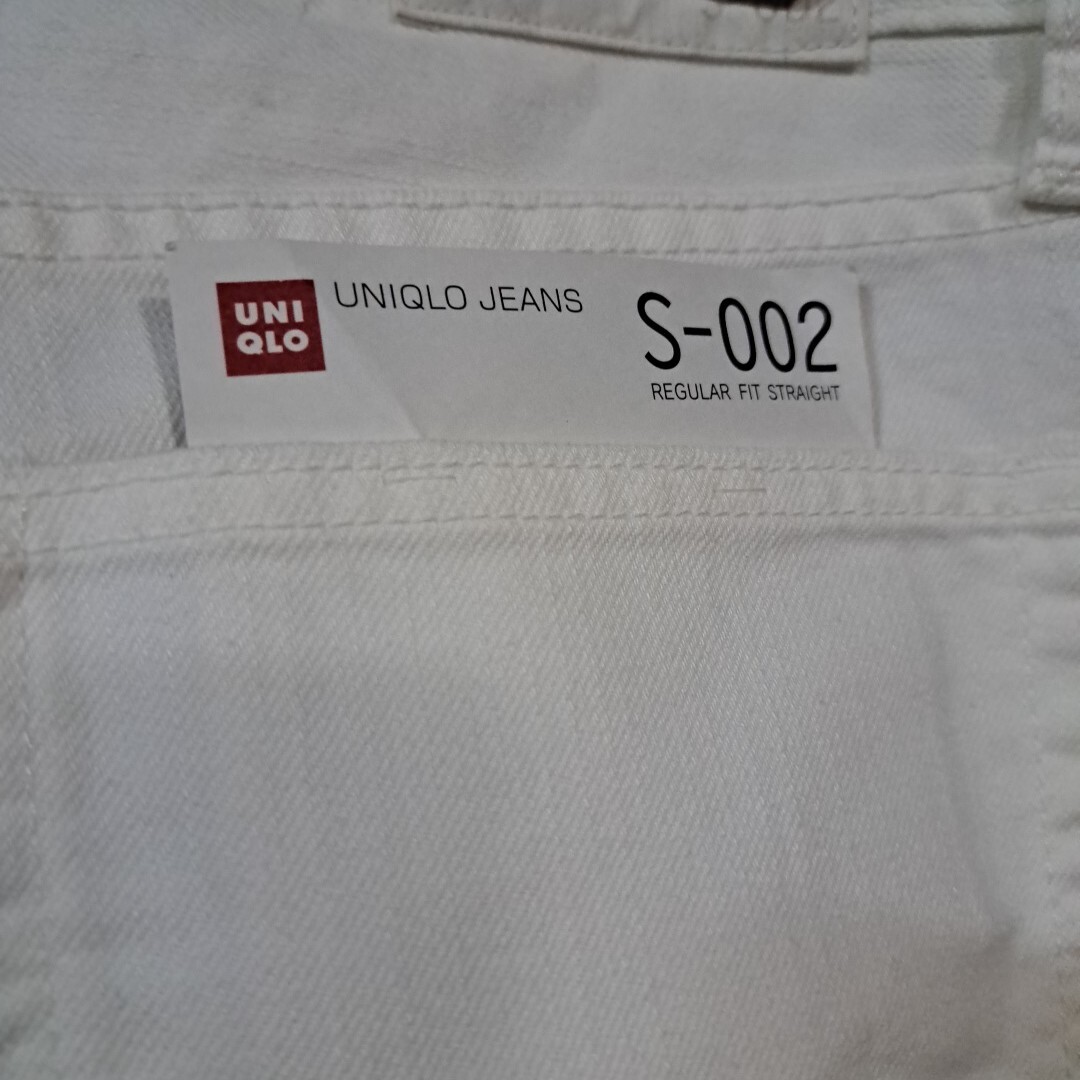 UNI
QLO
UNIQLO JEANS
S-002
REGULAR FIT STRAIGHT